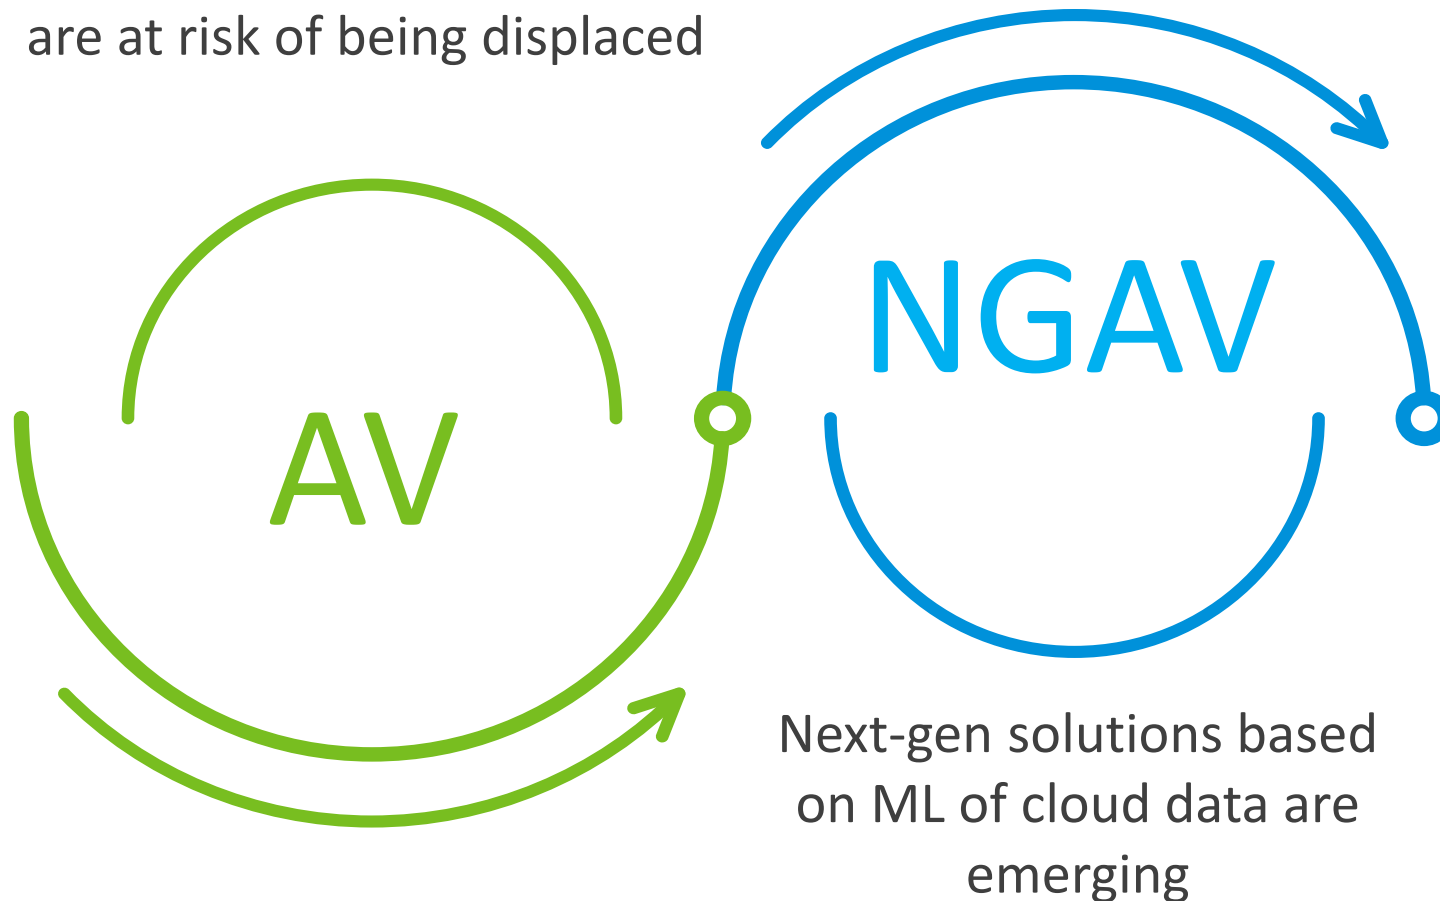 are at risk of being displaced
AV
NGAV
Next-gen solutions based
on ML of cloud data are
emerging